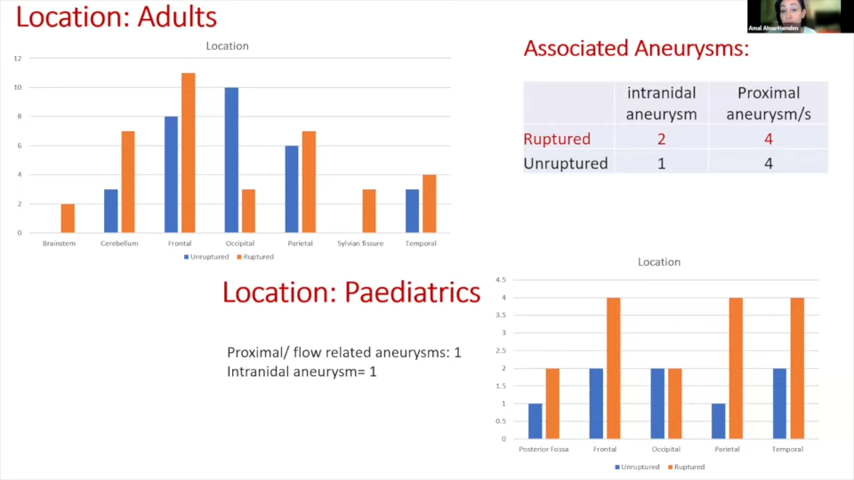 Location: Adults
Location
12
10
8
6
4
2
0
Brainstem
Cerebellum
Frontal
Occipital
Parietal
Sylvian fissure
Temporal
Unruptured
Ruptured
Amal Abou-Hamden
Associated Aneurysms:
intranidal aneurysm
Proximal aneurysm/s
Ruptured 2 4
Unruptured 1 4
Location: Paediatrics
Proximal/ flow related aneurysms: 1
Intranidal aneurysm= 1
Location
4.5
4
3.5
3
2.5
2
1.5
1
0.5
0
Posterior Fossa
Frontal
Occipital
Parietal
Temporal
Unruptured
Ruptured